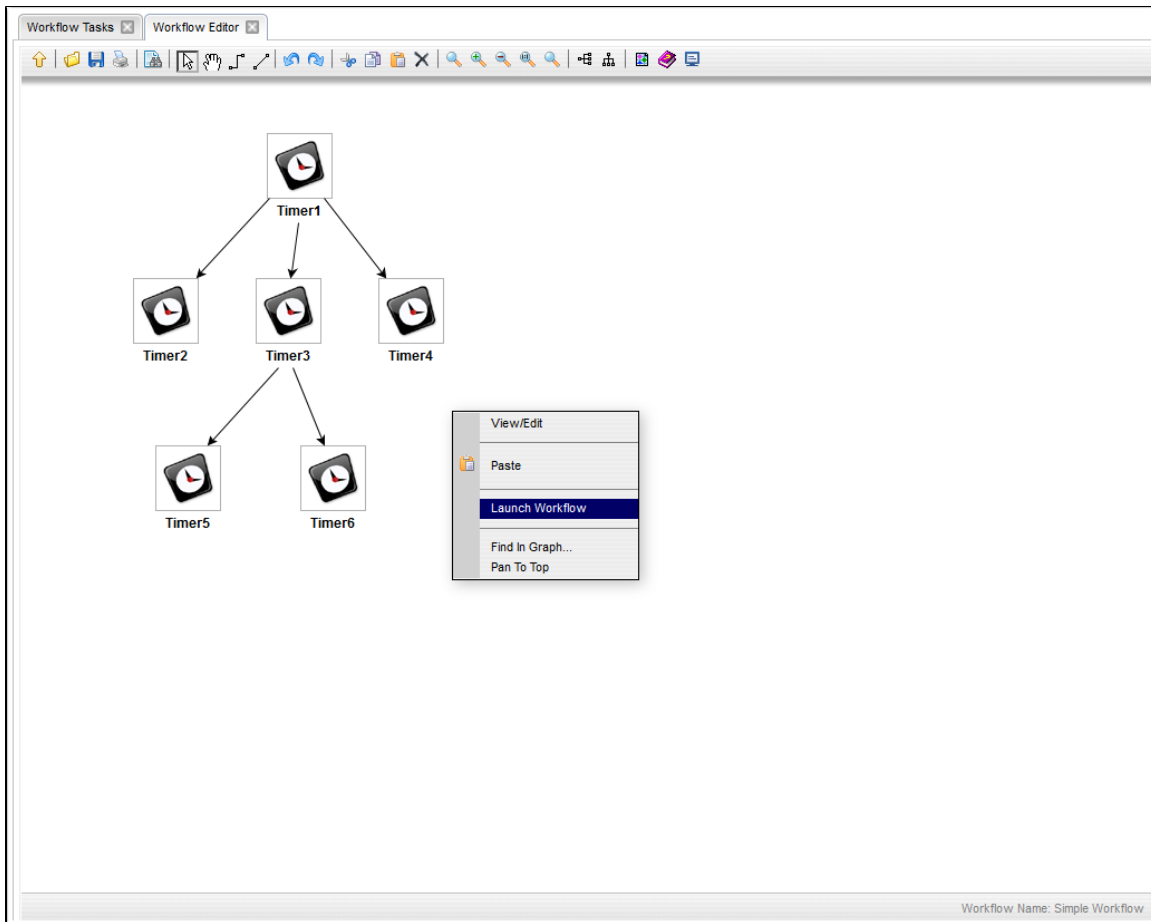 Workflow Tasks
Workflow Editor
Timer1
Timer2
Timer3
Timer4
View/Edit
Paste
Launch Workflow
Find In Graph...
Pan To Top
Timer5
Timer6
Workflow Name: Simple Workflow